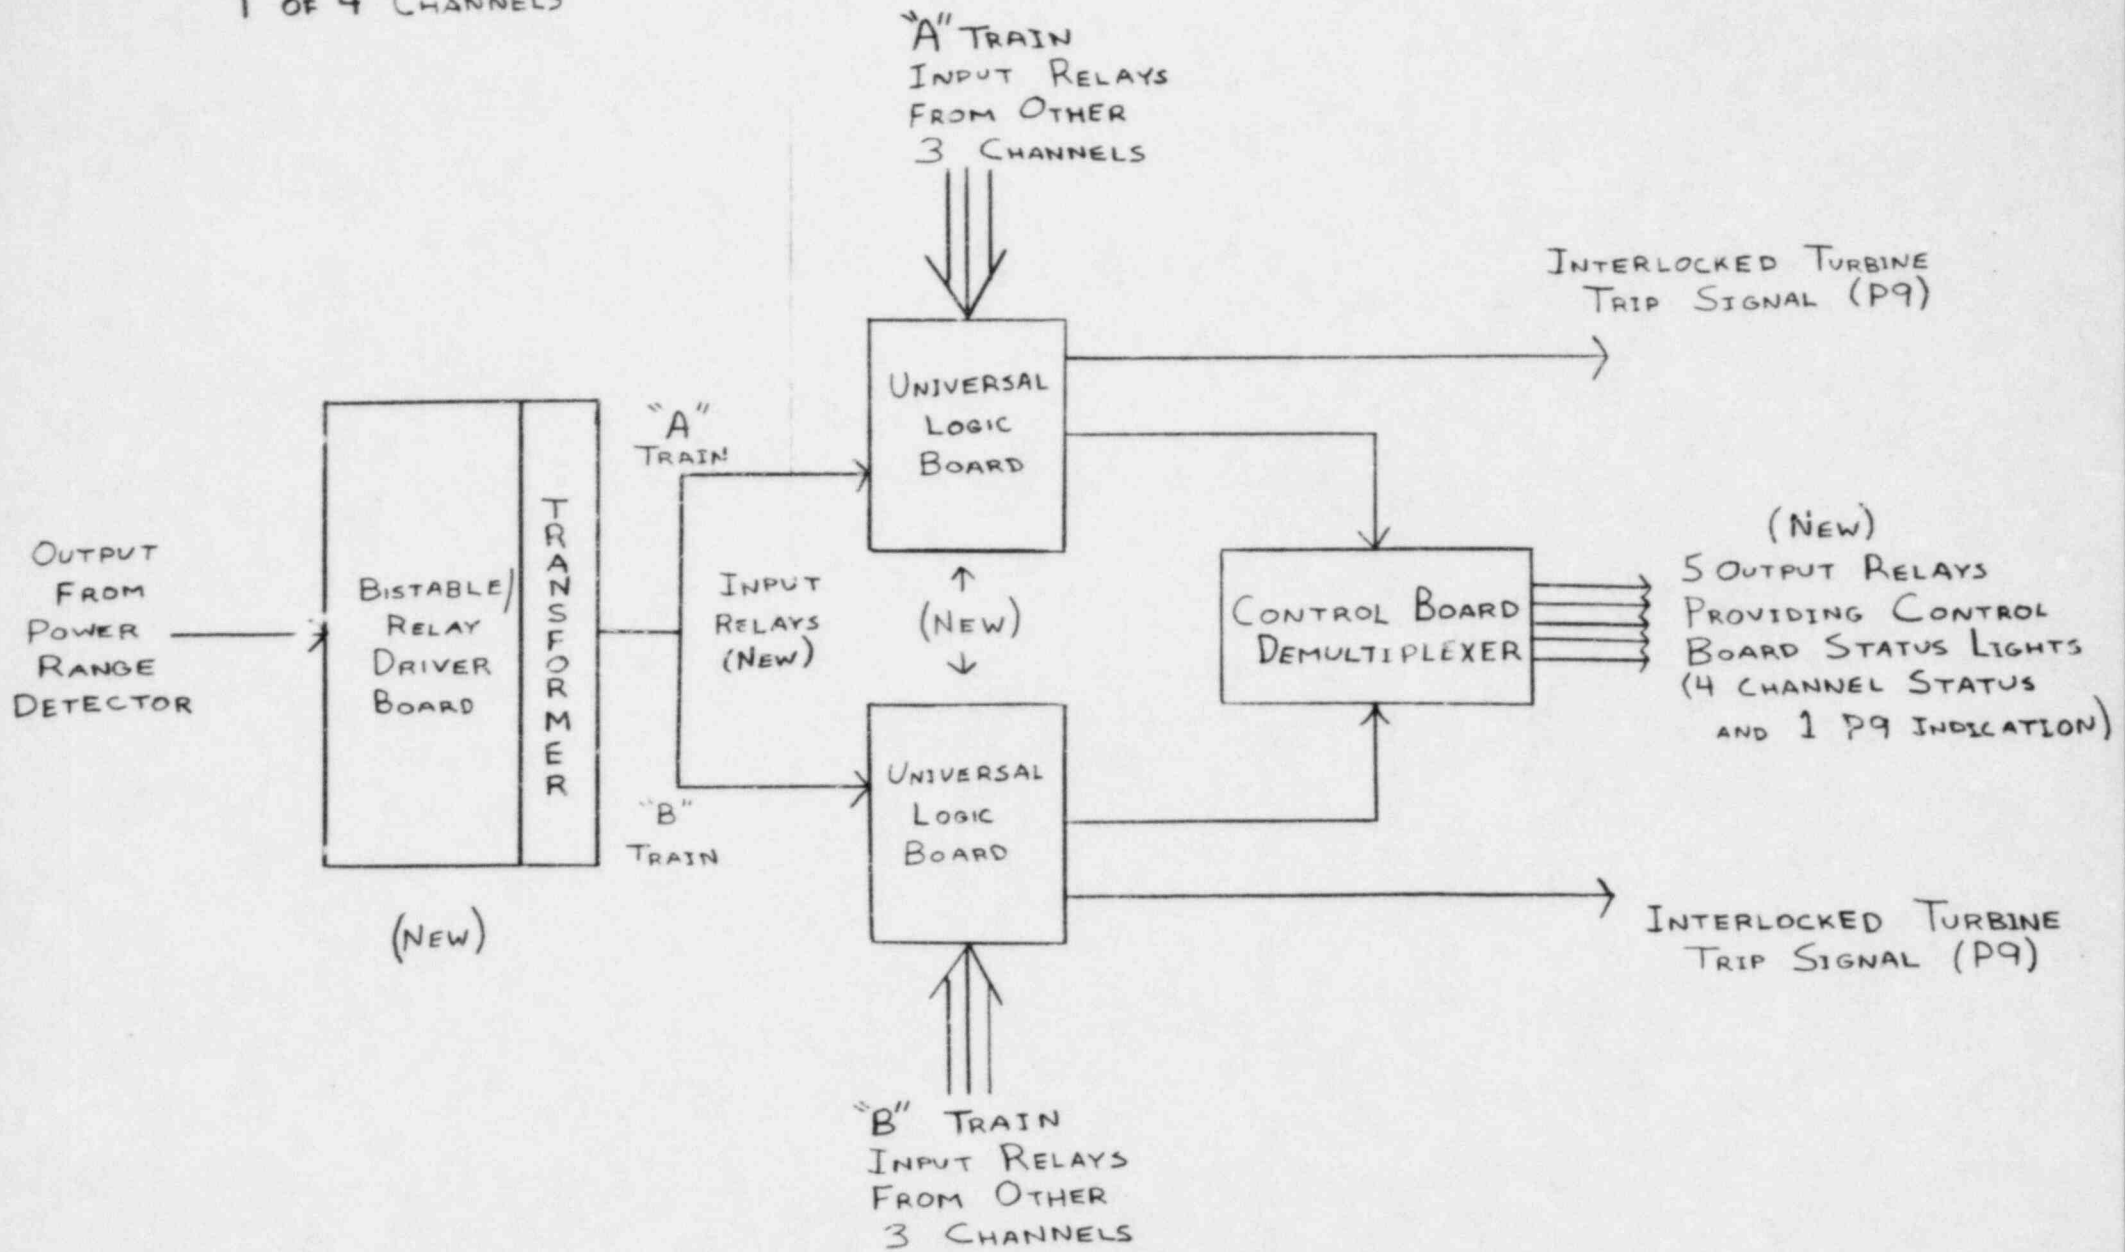 1 OF 4 CHANNELS
"A" TRAIN
INPUT RELAYS
FROM OTHER
3 CHANNELS
INTERLOCKED TURBINE
TRIP SIGNAL (P9)
UNIVERSAL
LOGIC
BOARD
"A"
TRAIN
TRANSFORMER
OUTPUT
FROM
POWER
RANGE
DETECTOR
BISTABLE/
RELAY
DRIVER
BOARD
INPUT
RELAYS
(NEW)
(NEW)
CONTROL BOARD
DEMULTIPLEXER
(NEW)
5 OUTPUT RELAYS
PROVIDING CONTROL
BOARD STATUS LIGHTS
(4 CHANNEL STATUS
AND 1 P9 INDICATION)
UNIVERSAL
LOGIC
BOARD
"B"
TRAIN
(NEW)
INTERLOCKED TURBINE
TRIP SIGNAL (P9)
"B" TRAIN
INPUT RELAYS
FROM OTHER
3 CHANNELS